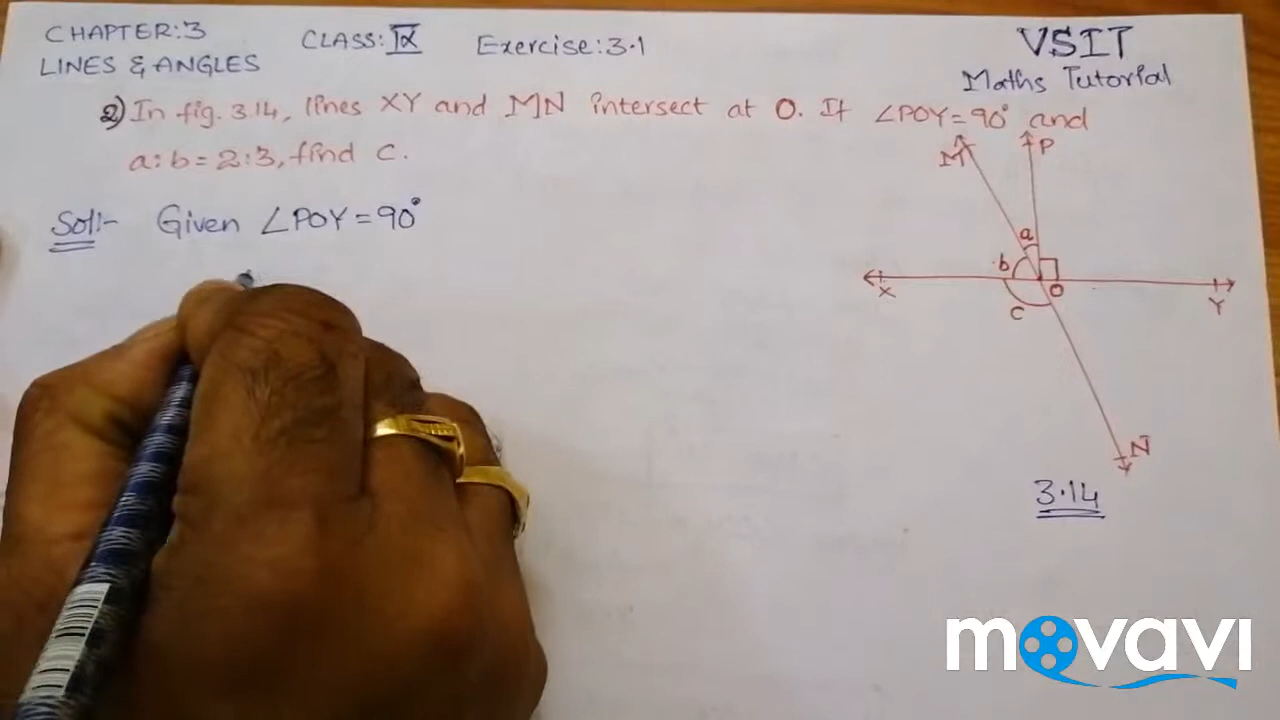 CHAPTER:3
LINES & ANGLES
CLASS: IX
Exercise:3.1
VSIT
Maths Tutorial
2) In fig. 3.14, lines XY and MN intersect at O. If ∠POY=90° and
a:b=2:3, find C.
Sol:- Given ∠POY=90°
M
P
a
b
X
O
Y
C
N
3.14
movavi